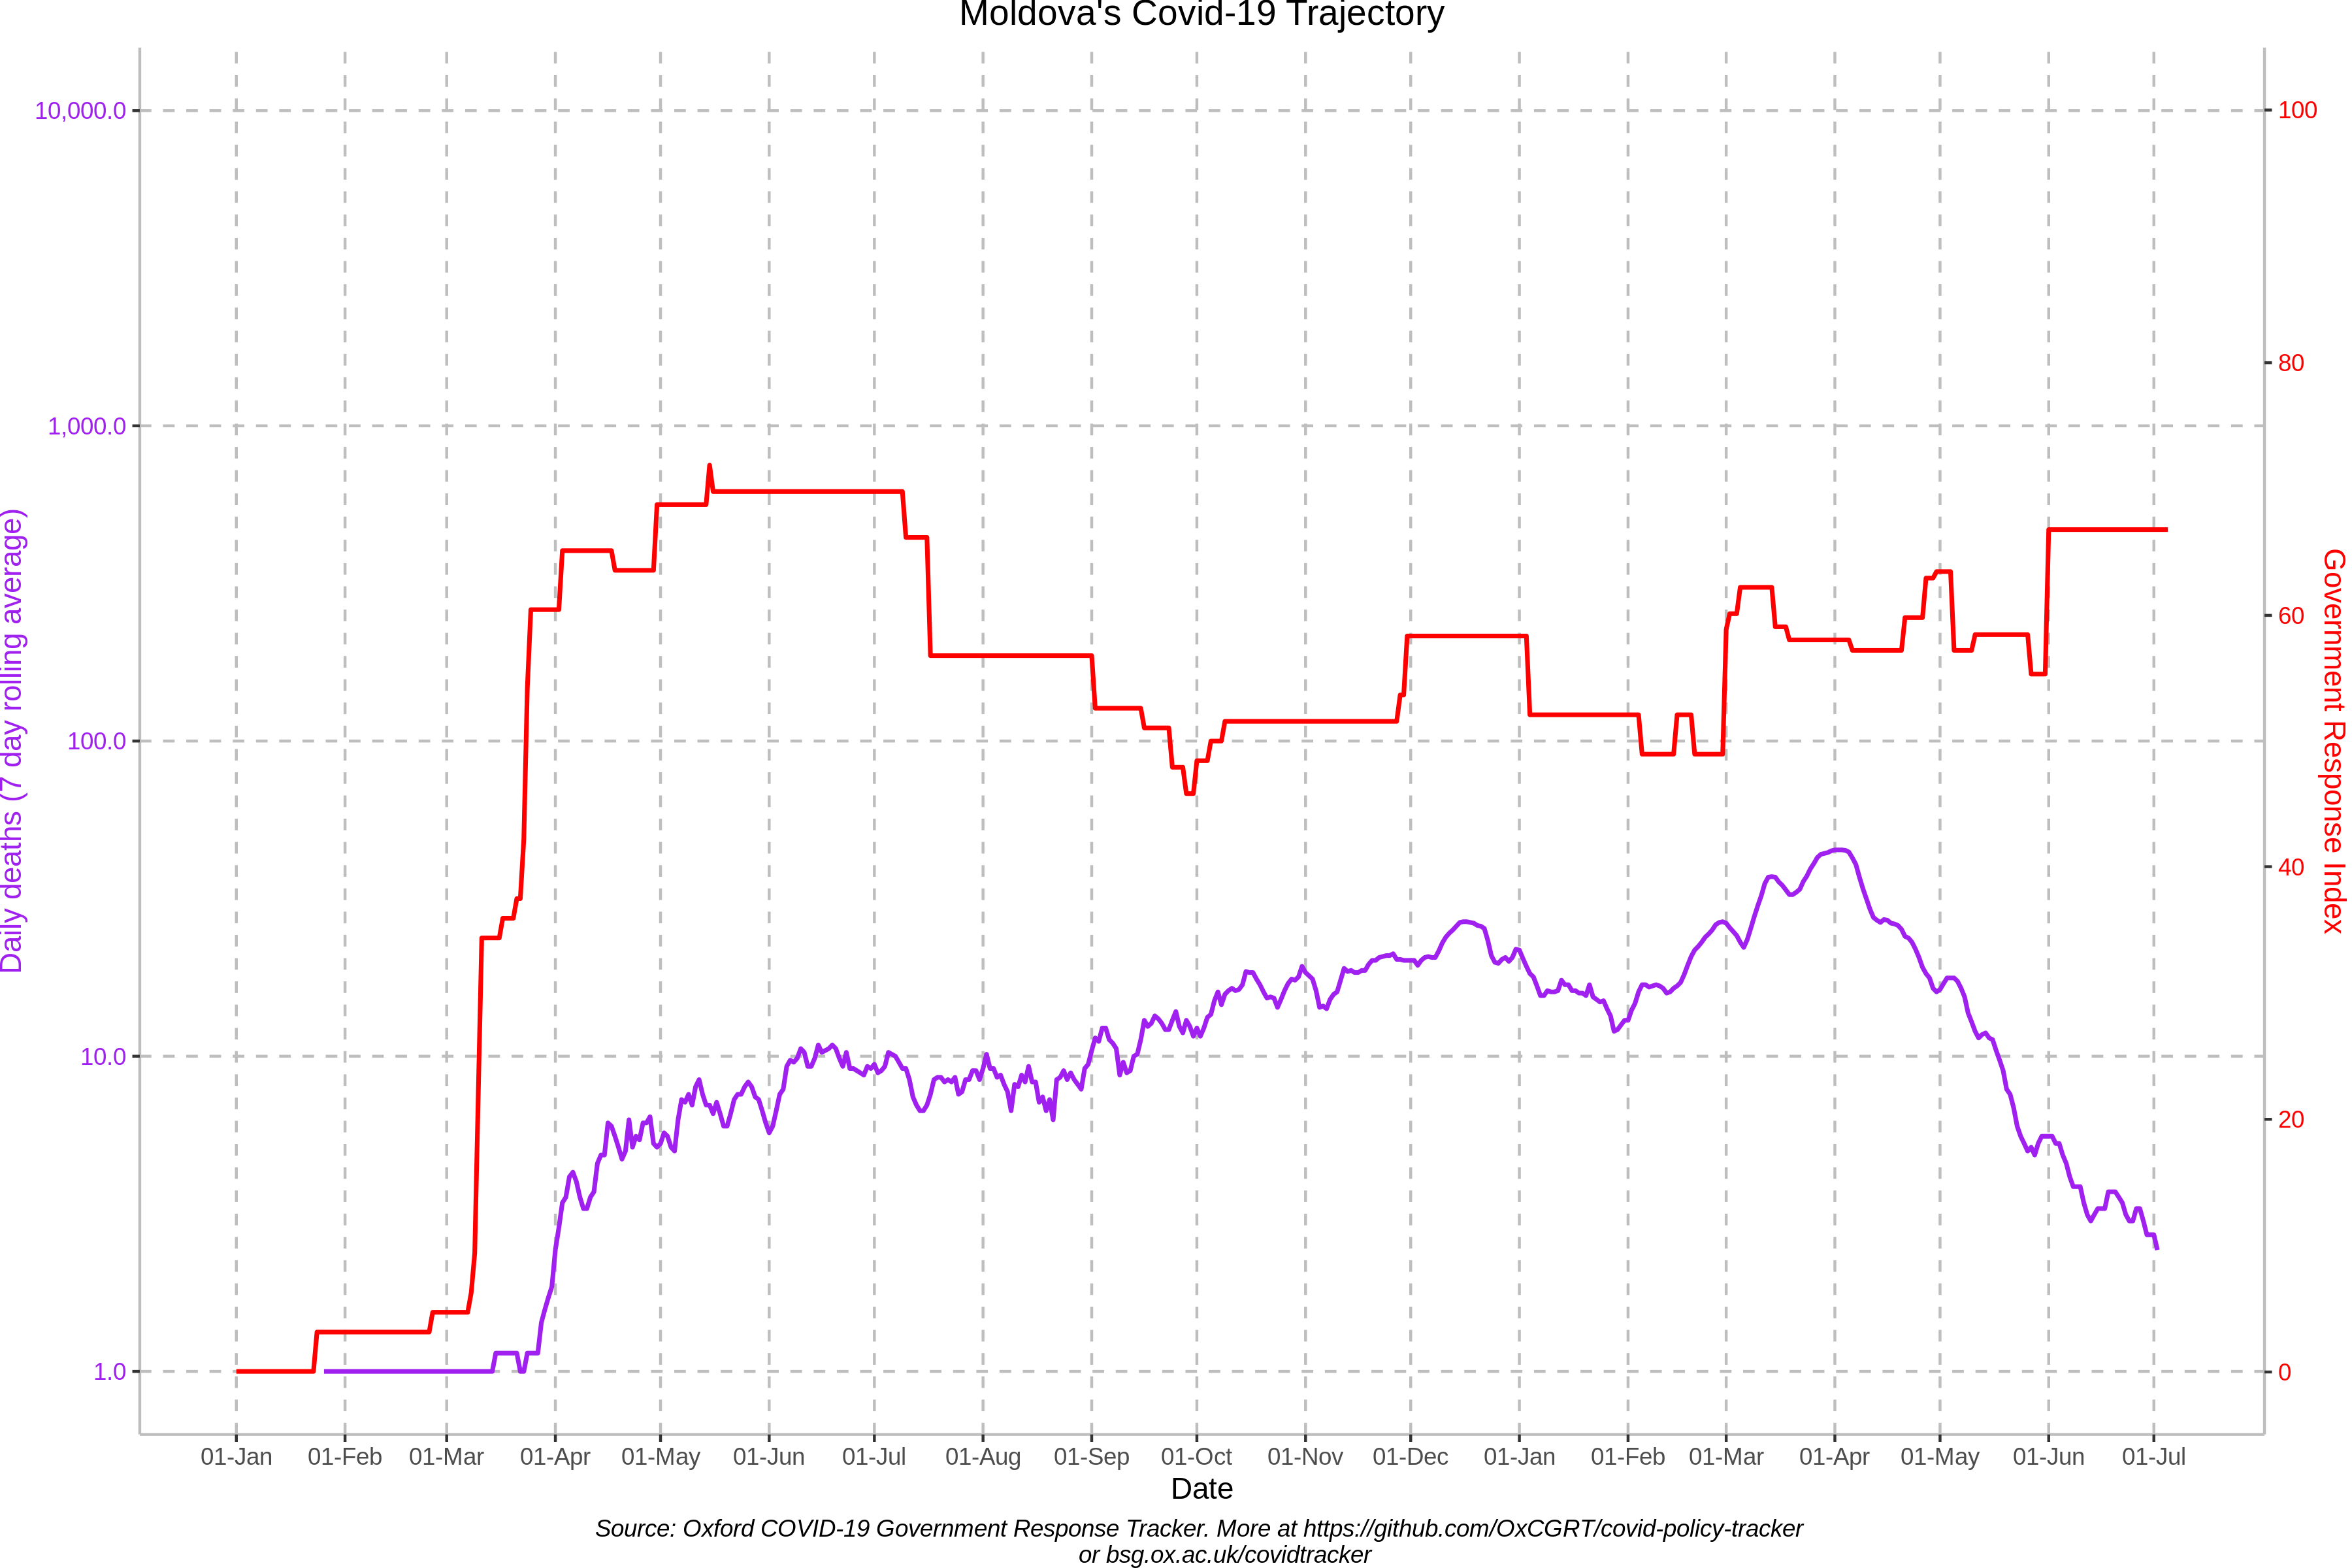 Moldova's Covid-19 Trajectory
10,000.0
1,000.0
100.0
10.0
1.0
Daily deaths (7 day rolling average)
100
80
60
40
20
0
Government Response Index
01-Jan 01-Feb 01-Mar 01-Apr 01-May 01-Jun 01-Jul 01-Aug 01-Sep 01-Oct 01-Nov 01-Dec 01-Jan 01-Feb 01-Mar 01-Apr 01-May 01-Jun 01-Jul
Date
Source: Oxford COVID-19 Government Response Tracker. More at https://github.com/OxCGRT/covid-policy-tracker
or bsg.ox.ac.uk/covidtracker